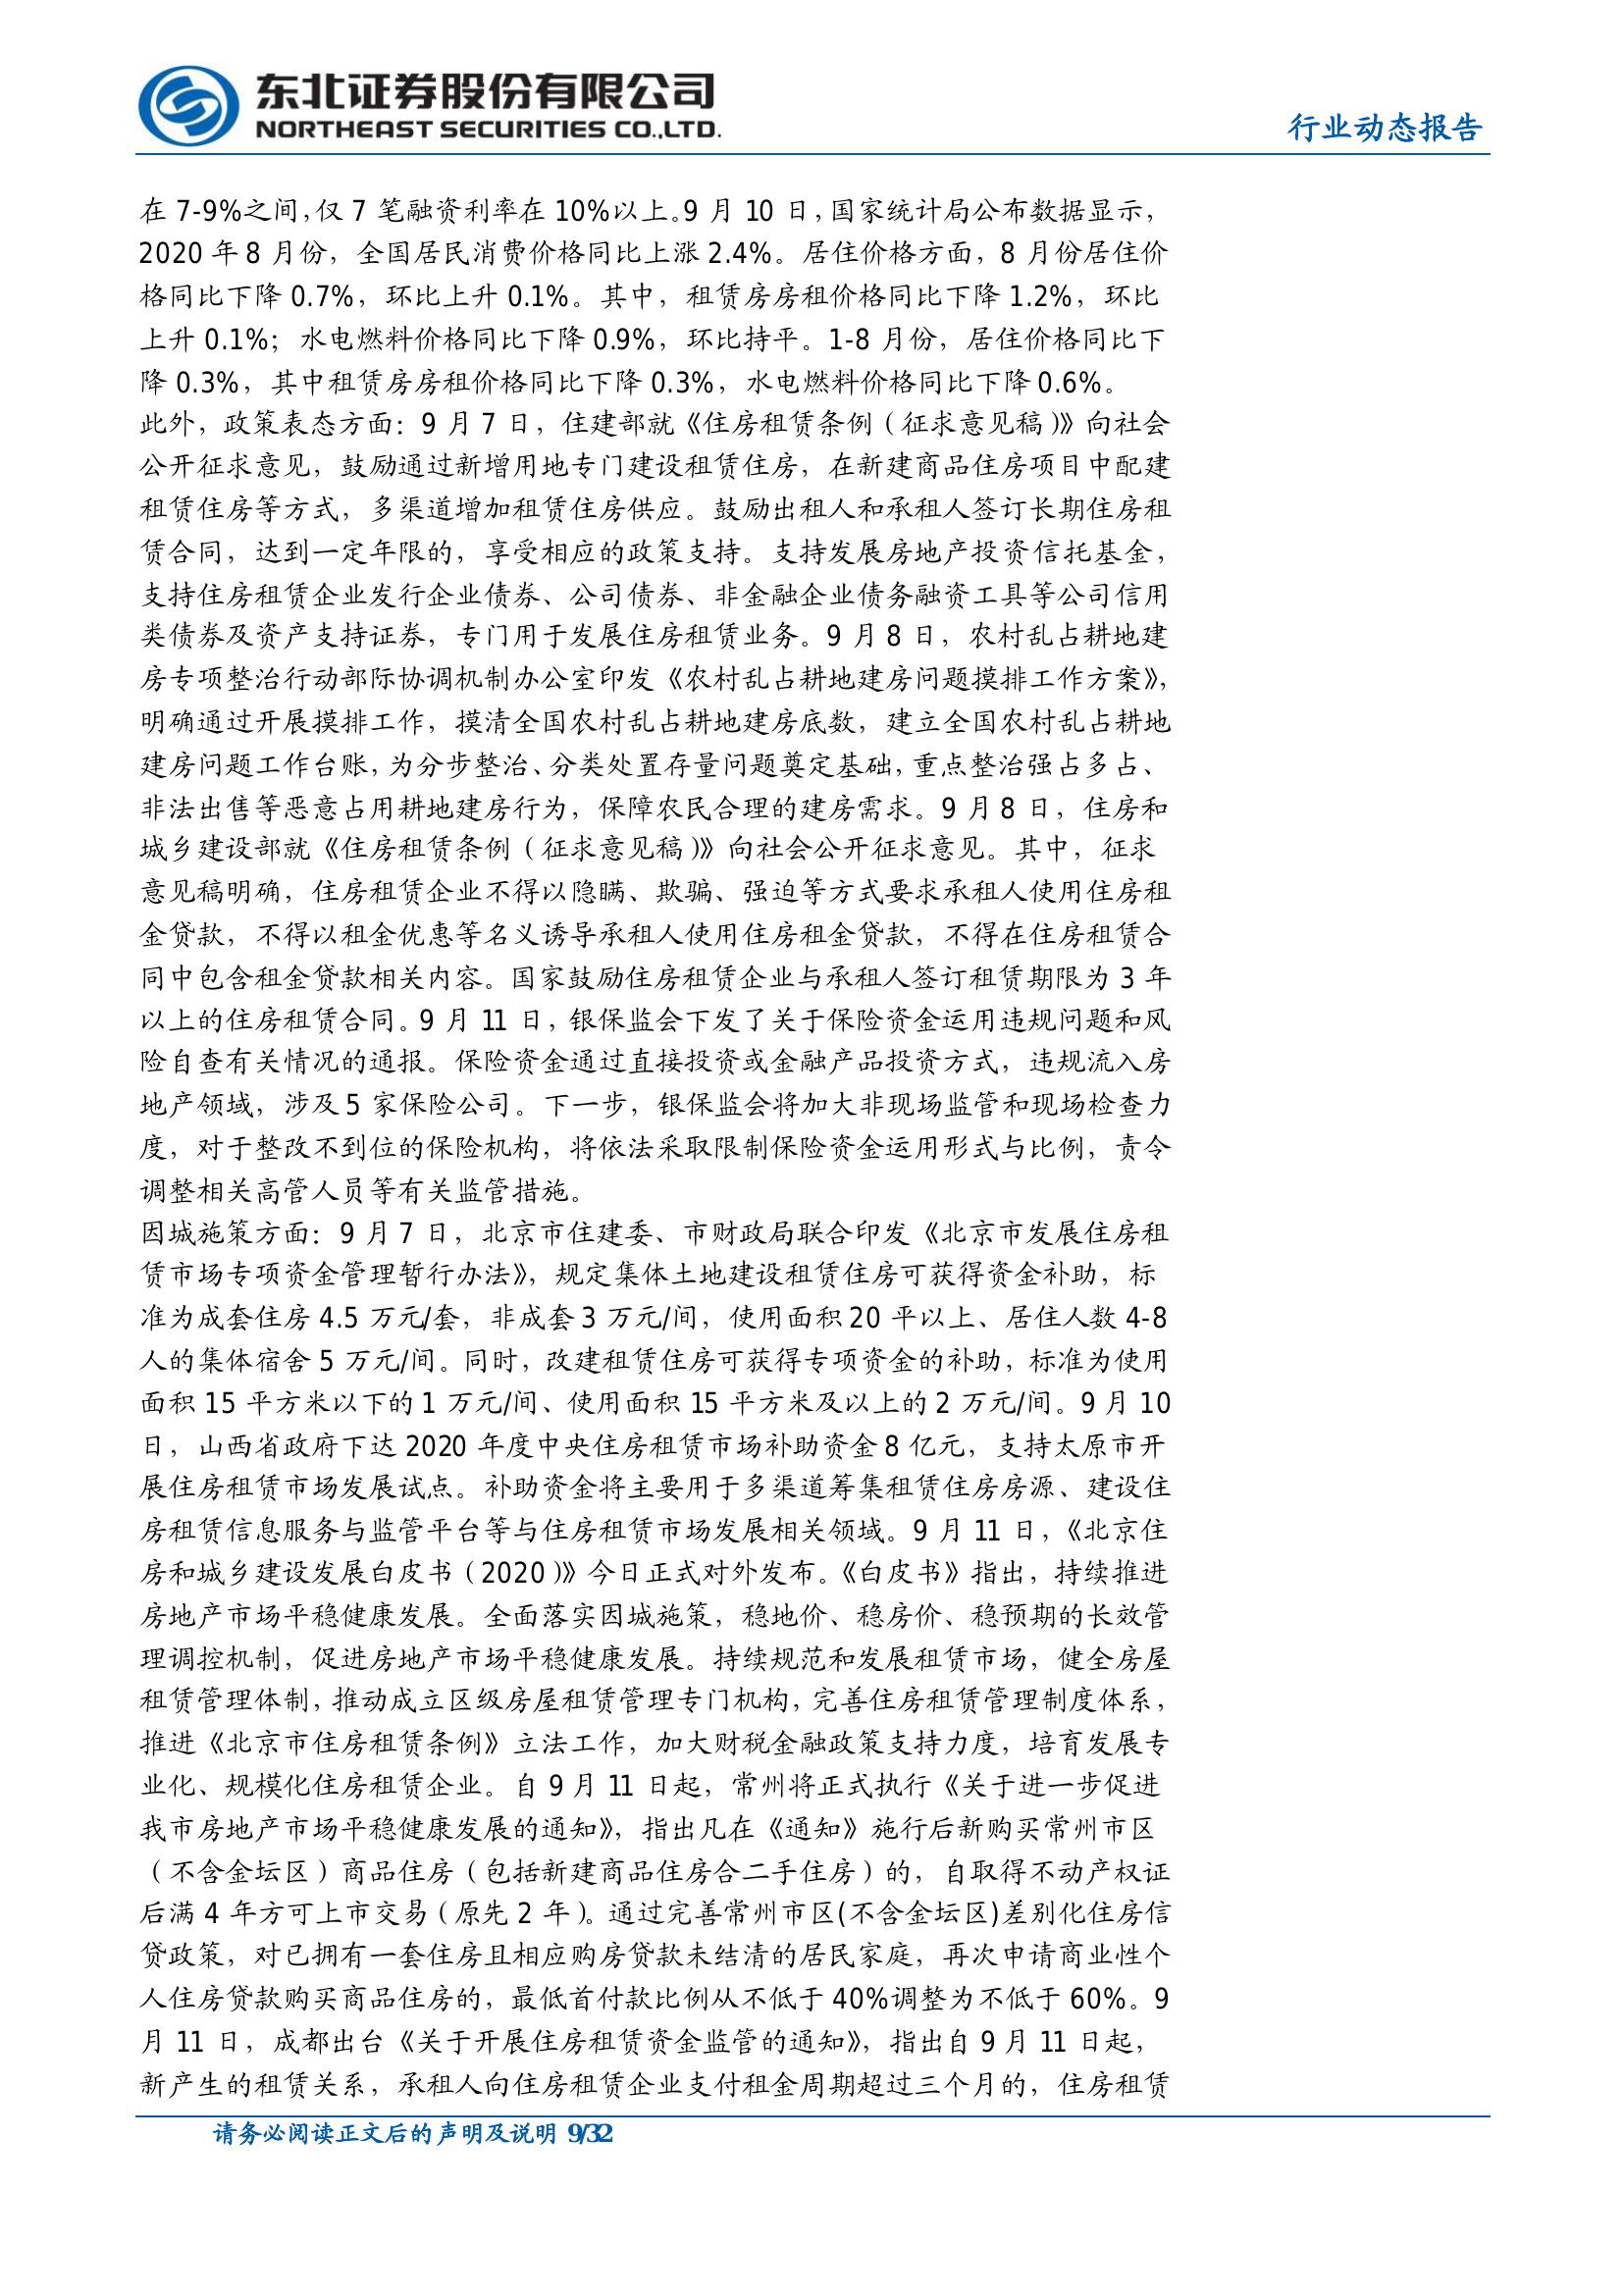 东北证券股份有限公司
NORTHEAST SECURITIES CO.,LTD.
行业动态报告
在 7-9%之间，仅 7 笔融资利率在 10%以上。9 月 10 日，国家统计局公布数据显示，
2020 年 8 月份，全国居民消费价格同比上涨 2.4%。居住价格方面，8 月份居住价
格同比下降 0.7%，环比上升 0.1%。其中，租赁房房租价格同比下降 1.2%，环比
上升 0.1%；水电燃料价格同比下降 0.9%，环比持平。1-8 月份，居住价格同比下
降 0.3%，其中租赁房房租价格同比下降 0.3%，水电燃料价格同比下降 0.6%。
此外，政策表态方面：9 月 7 日，住建部就《住房租赁条例（征求意见稿）》向社会
公开征求意见，鼓励通过新增用地专门建设租赁住房，在新建商品住房项目中配建
租赁住房等方式，多渠道增加租赁住房供应。鼓励出租人和承租人签订长期住房租
赁合同，达到一定年限的，享受相应的政策支持。支持发展房地产投资信托基金，
支持住房租赁企业发行企业债券、公司债券、非金融企业债务融资工具等公司信用
类债券及资产支持证券，专门用于发展住房租赁业务。9 月 8 日，农村乱占耕地建
房专项整治行动部际协调机制办公室印发《农村乱占耕地建房问题摸排工作方案》，
明确通过开展摸排工作，摸清全国农村乱占耕地建房底数，建立全国农村乱占耕地
建房问题工作台账，为分步整治、分类处置存量问题奠定基础，重点整治强占多占、
非法出售等恶意占用耕地建房行为，保障农民合理的建房需求。9 月 8 日，住房和
城乡建设部就《住房租赁条例（征求意见稿）》向社会公开征求意见。其中，征求
意见稿明确，住房租赁企业不得以隐瞒、欺骗、强迫等方式要求承租人使用住房租
金贷款，不得以租金优惠等名义诱导承租人使用住房租金贷款，不得在住房租赁合
同中包含租金贷款相关内容。国家鼓励住房租赁企业与承租人签订租赁期限为 3 年
以上的住房租赁合同。9 月 11 日，银保监会下发了关于保险资金运用违规问题和风
险自查有关情况的通报。保险资金通过直接投资或金融产品投资方式，违规流入房
地产领域，涉及 5 家保险公司。下一步，银保监会将加大非现场监管和现场检查力
度，对于整改不到位的保险机构，将依法采取限制保险资金运用形式与比例，责令
调整相关高管人员等有关监管措施。
因城施策方面：9 月 7 日，北京市住建委、市财政局联合印发《北京市发展住房租
赁市场专项资金管理暂行办法》，规定集体土地建设租赁住房可获得资金补助，标
准为成套住房 4.5 万元/套，非成套 3 万元/间，使用面积 20 平以上、居住人数 4-8
人的集体宿舍 5 万元/间。同时，改建租赁住房可获得专项资金的补助，标准为使用
面积 15 平方米以下的 1 万元/间、使用面积 15 平方米及以上的 2 万元/间。9 月 10
日，山西省政府下达 2020 年度中央住房租赁市场补助资金 8 亿元，支持太原市开
展住房租赁市场发展试点。补助资金将主要用于多渠道筹集租赁住房房源、建设住
房租赁信息服务与监管平台等与住房租赁市场发展相关领域。9 月 11 日，《北京住
房和城乡建设发展白皮书（2020）》今日正式对外发布。《白皮书》指出，持续推进
房地产市场平稳健康发展。全面落实因城施策，稳地价、稳房价、稳预期的长效管
理调控机制，促进房地产市场平稳健康发展。持续规范和发展租赁市场，健全房屋
租赁管理体制，推动成立区级房屋租赁管理专门机构，完善住房租赁管理制度体系，
推进《北京市住房租赁条例》立法工作，加大财税金融政策支持力度，培育发展专
业化、规模化住房租赁企业。自 9 月 11 日起，常州将正式执行《关于进一步促进
我市房地产市场平稳健康发展的通知》，指出凡在《通知》施行后新购买常州市区
（不含金坛区）商品住房（包括新建商品住房合二手住房）的，自取得不动产权证
后满 4 年方可上市交易（原先 2 年）。通过完善常州市区(不含金坛区)差别化住房信
贷政策，对已拥有一套住房且相应购房贷款未结清的居民家庭，再次申请商业性个
人住房贷款购买商品住房的，最低首付款比例从不低于 40%调整为不低于 60%。9
月 11 日，成都出台《关于开展住房租赁资金监管的通知》，指出自 9 月 11 日起，
新产生的租赁关系，承租人向住房租赁企业支付租金周期超过三个月的，住房租赁
请务必阅读正文后的声明及说明 9/32